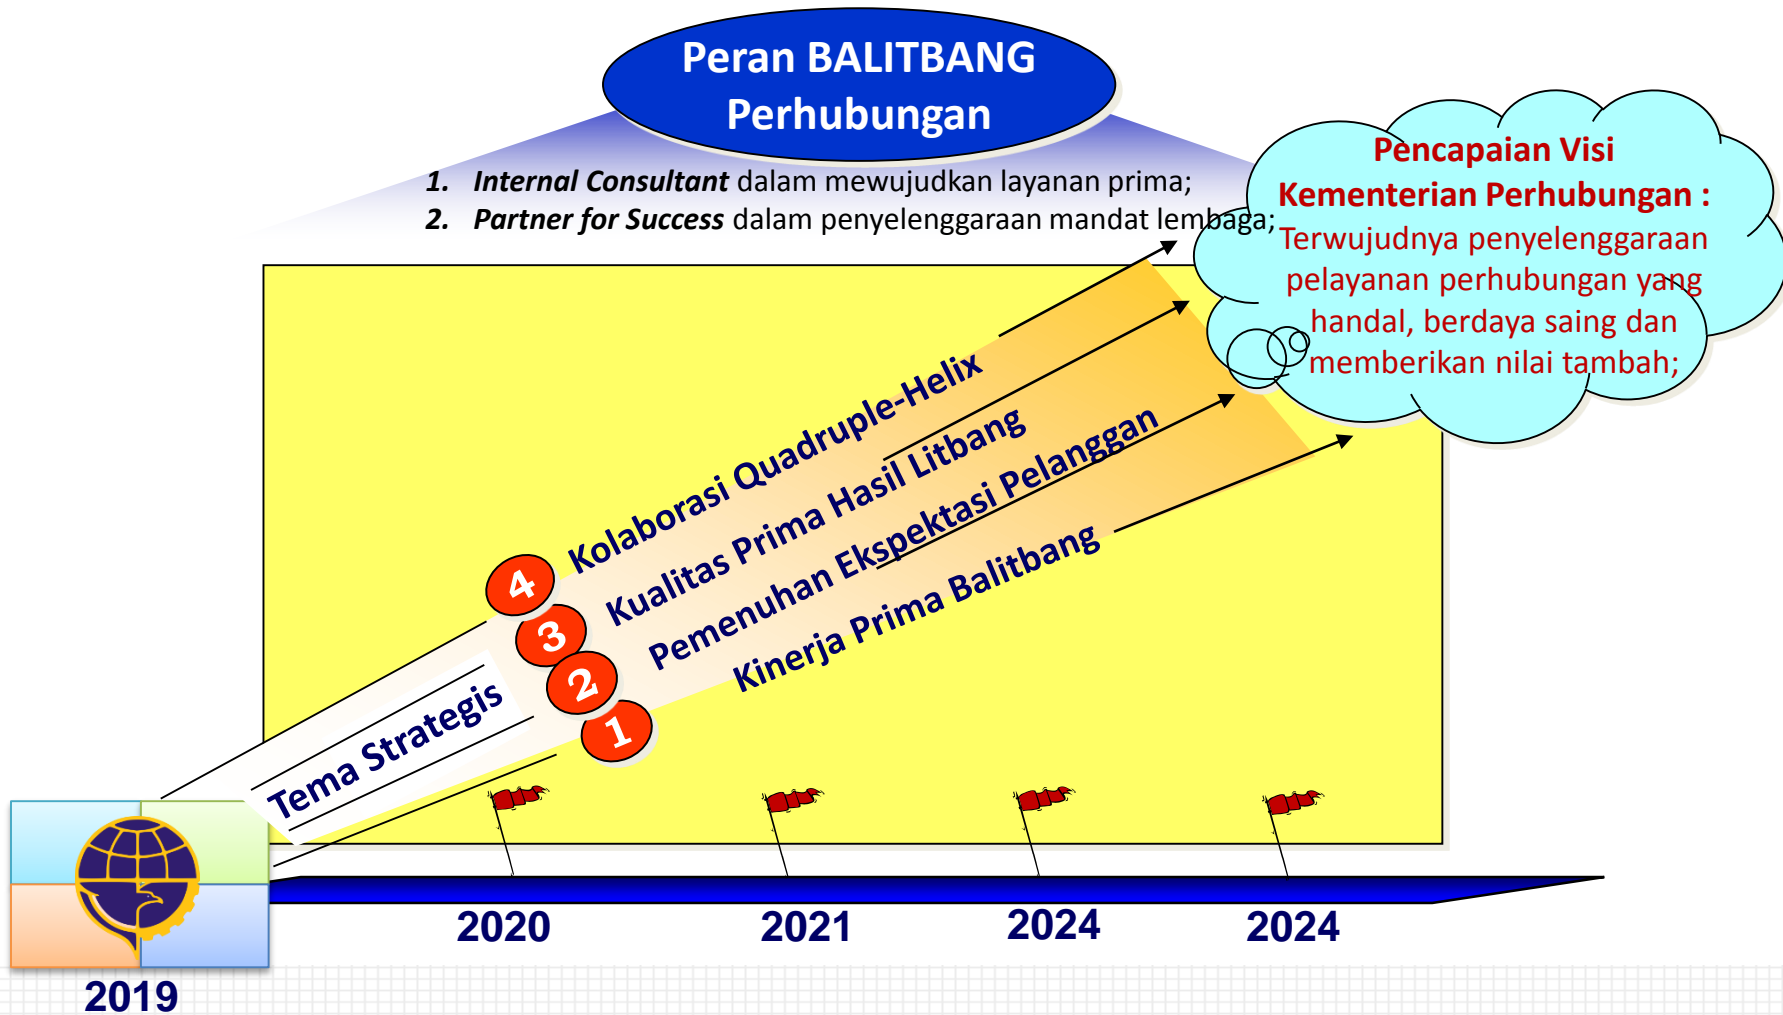 Peran BALITBANG
Perhubungan
1. Internal Consultant dalam mewujudkan layanan prima;
2. Partner for Success dalam penyelenggaraan mandat lembaga;
Pencapaian Visi
Kementerian Perhubungan :
Terwujudnya penyelenggaraan
pelayanan perhubungan yang
handal, berdaya saing dan
memberikan nilai tambah;
4 Kolaborasi Quadruple-Helix
3 Kualitas Prima Hasil Litbang
2 Pemenuhan Ekspektasi Pelanggan
1 Kinerja Prima Balitbang
Tema Strategis
2020
2021
2024
2024
2019